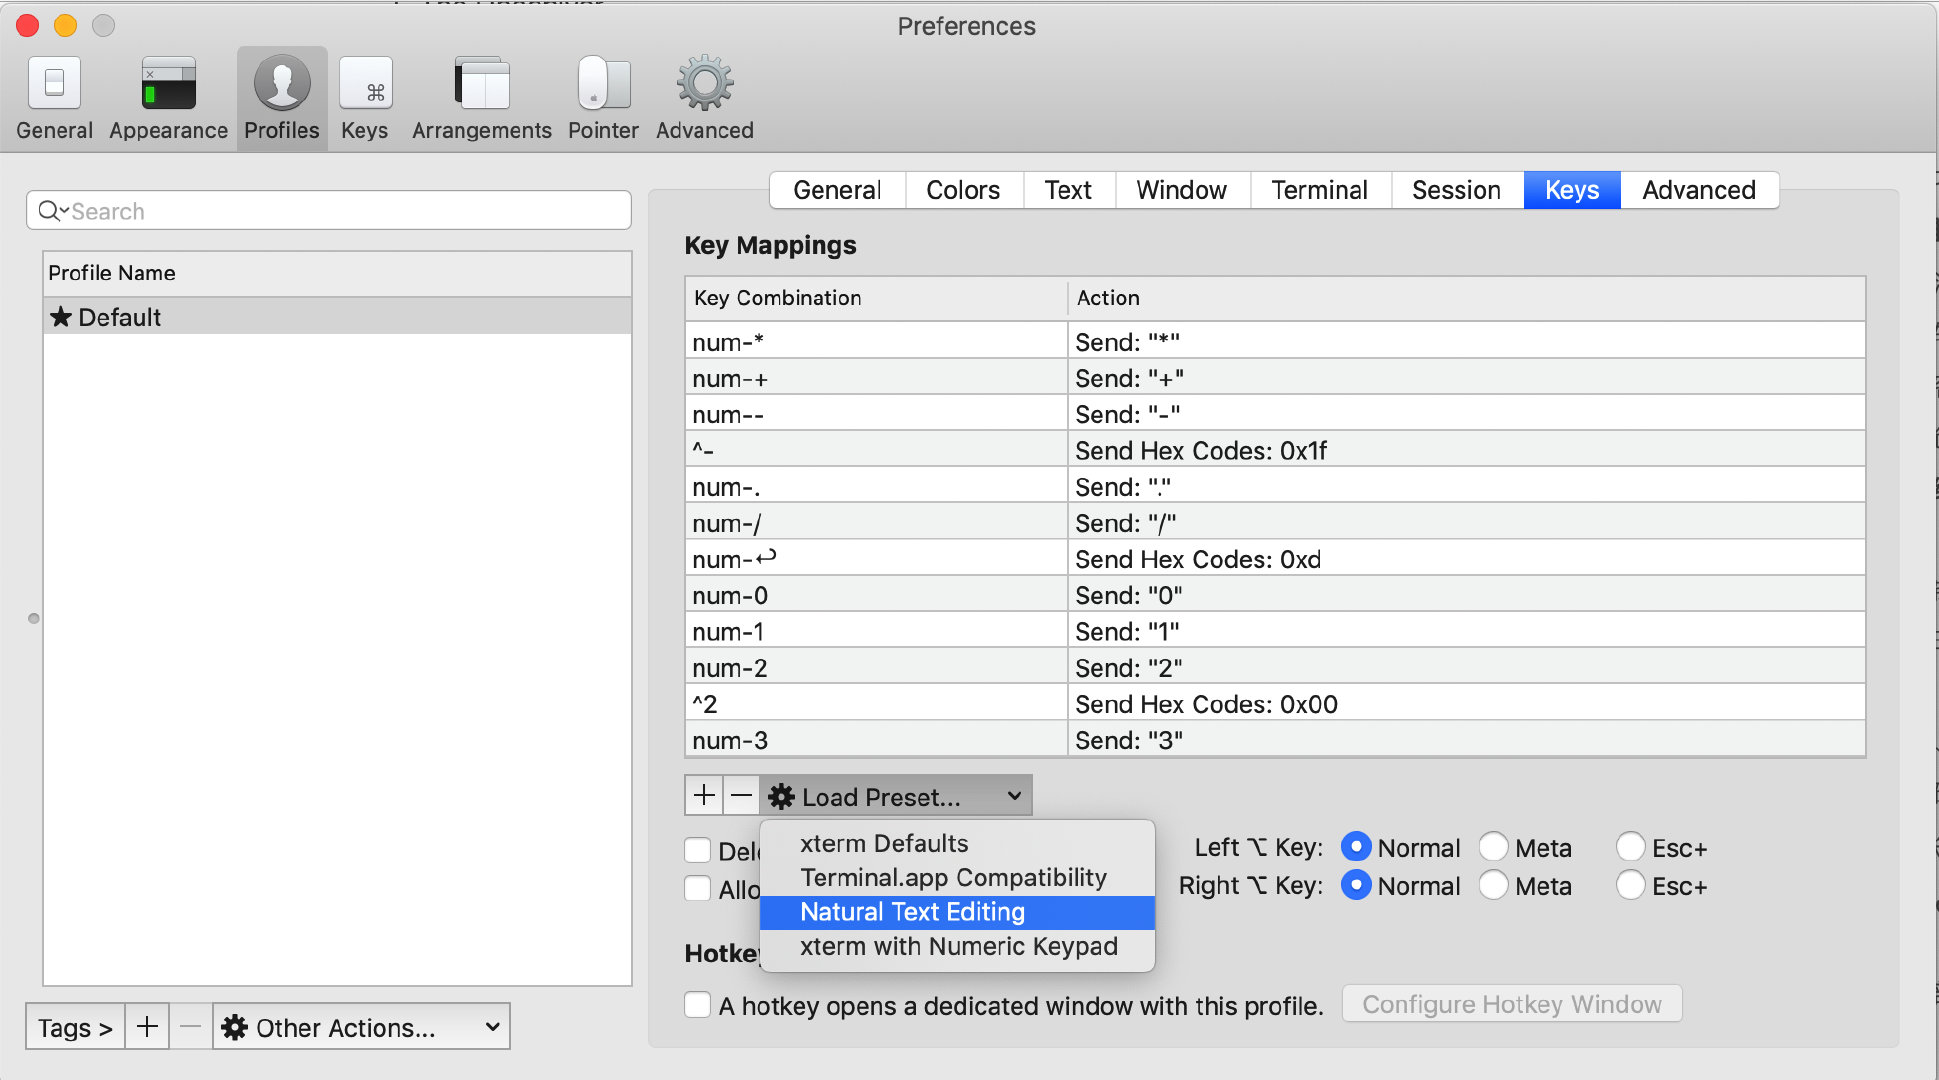 Preferences
General Appearance Profiles Keys Arrangements Pointer Advanced
Search
General Colors Text Window Terminal Session Keys Advanced
Profile Name
★ Default
Key Mappings
Key Combination Action
num-* Send: "*"
num-+ Send: "+"
num-- Send: "-"
^- Send Hex Codes: 0x1f
num-. Send: "."
num-/ Send: "/"
num-↩ Send Hex Codes: 0xd
num-0 Send: "0"
num-1 Send: "1"
num-2 Send: "2"
^2 Send Hex Codes: 0x00
num-3 Send: "3"
+ − Load Preset...
xterm Defaults
Terminal.app Compatibility
Natural Text Editing
xterm with Numeric Keypad
Left ⌥ Key: Normal Meta Esc+
Right ⌥ Key: Normal Meta Esc+
Hotkey
A hotkey opens a dedicated window with this profile. Configure Hotkey Window
Tags > + − Other Actions...